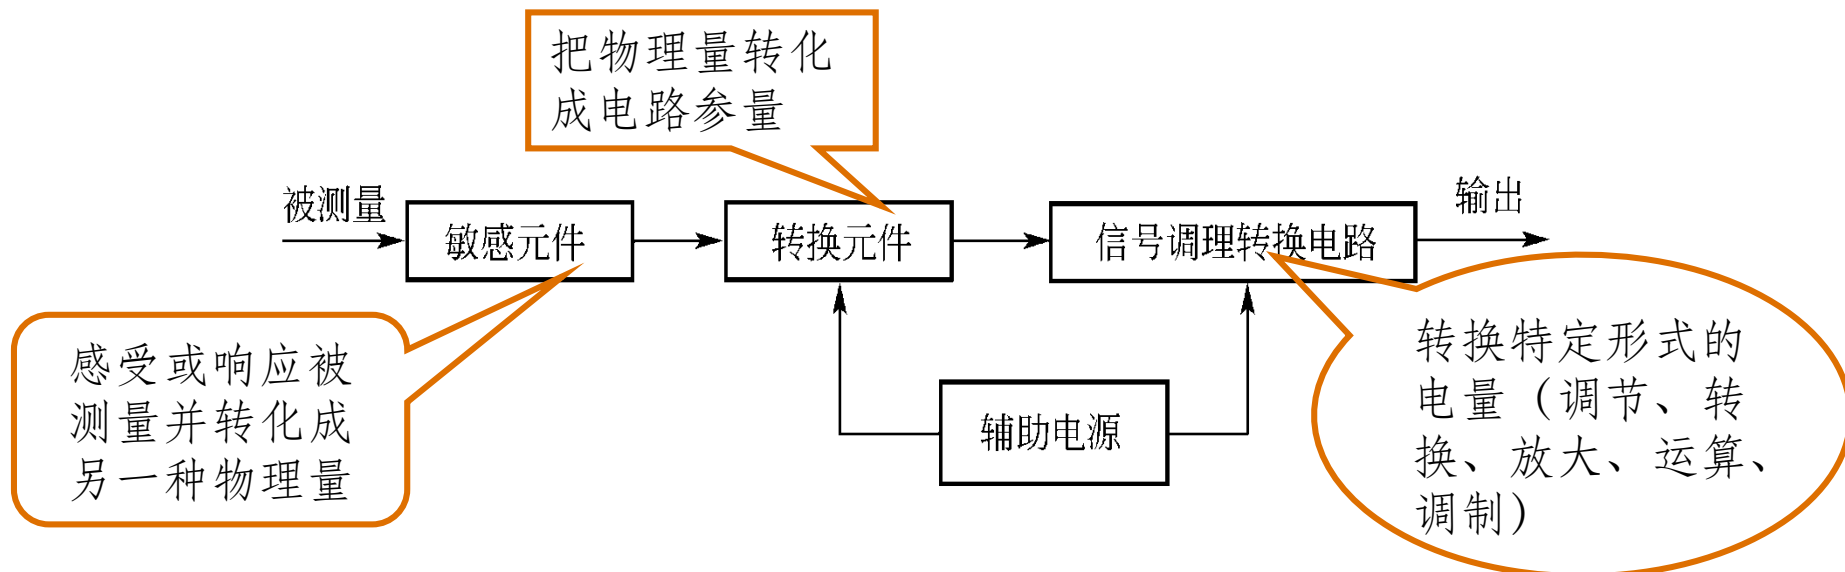 把物理量转化
成电路参量
被测量
敏感元件
转换元件
信号调理转换电路
输出
感受或响应被
测量并转化成
另一种物理量
辅助电源
转换特定形式的
电量（调节、转
换、放大、运算、
调制）